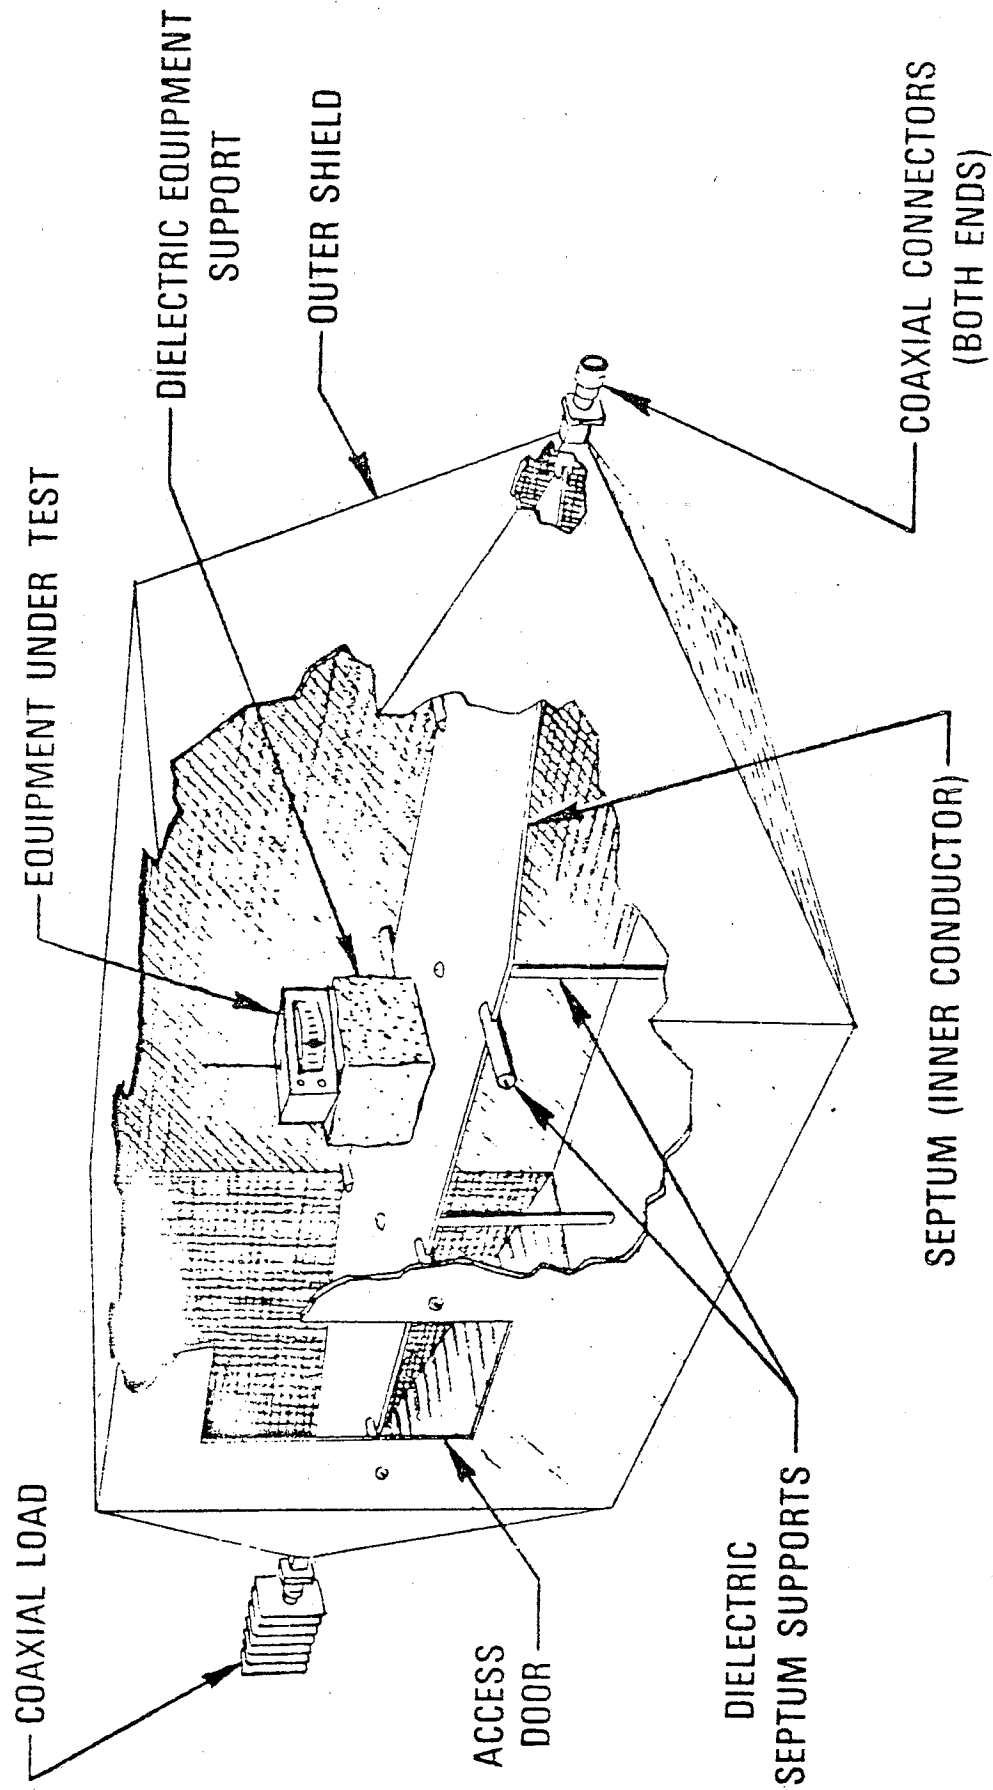 COAXIAL LOAD
EQUIPMENT UNDER TEST
DIELECTRIC EQUIPMENT
SUPPORT
OUTER SHIELD
ACCESS
DOOR
DIELECTRIC
SEPTUM SUPPORTS
SEPTUM (INNER CONDUCTOR)
COAXIAL CONNECTORS
(BOTH ENDS)